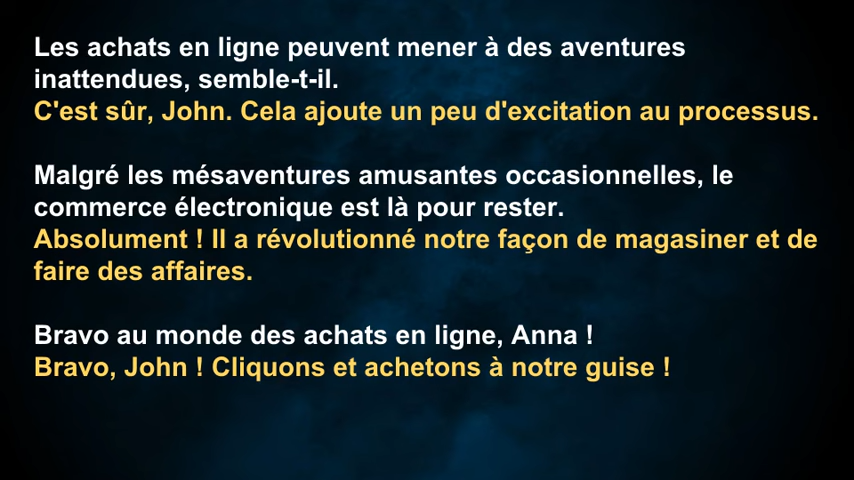 Les achats en ligne peuvent mener à des aventures
inattendues, semble-t-il.
C'est sûr, John. Cela ajoute un peu d'excitation au processus.
Malgré les mésaventures amusantes occasionnelles, le
commerce électronique est là pour rester.
Absolument ! Il a révolutionné notre façon de magasiner et de
faire des affaires.
Bravo au monde des achats en ligne, Anna !
Bravo, John ! Cliquons et achetons à notre guise !